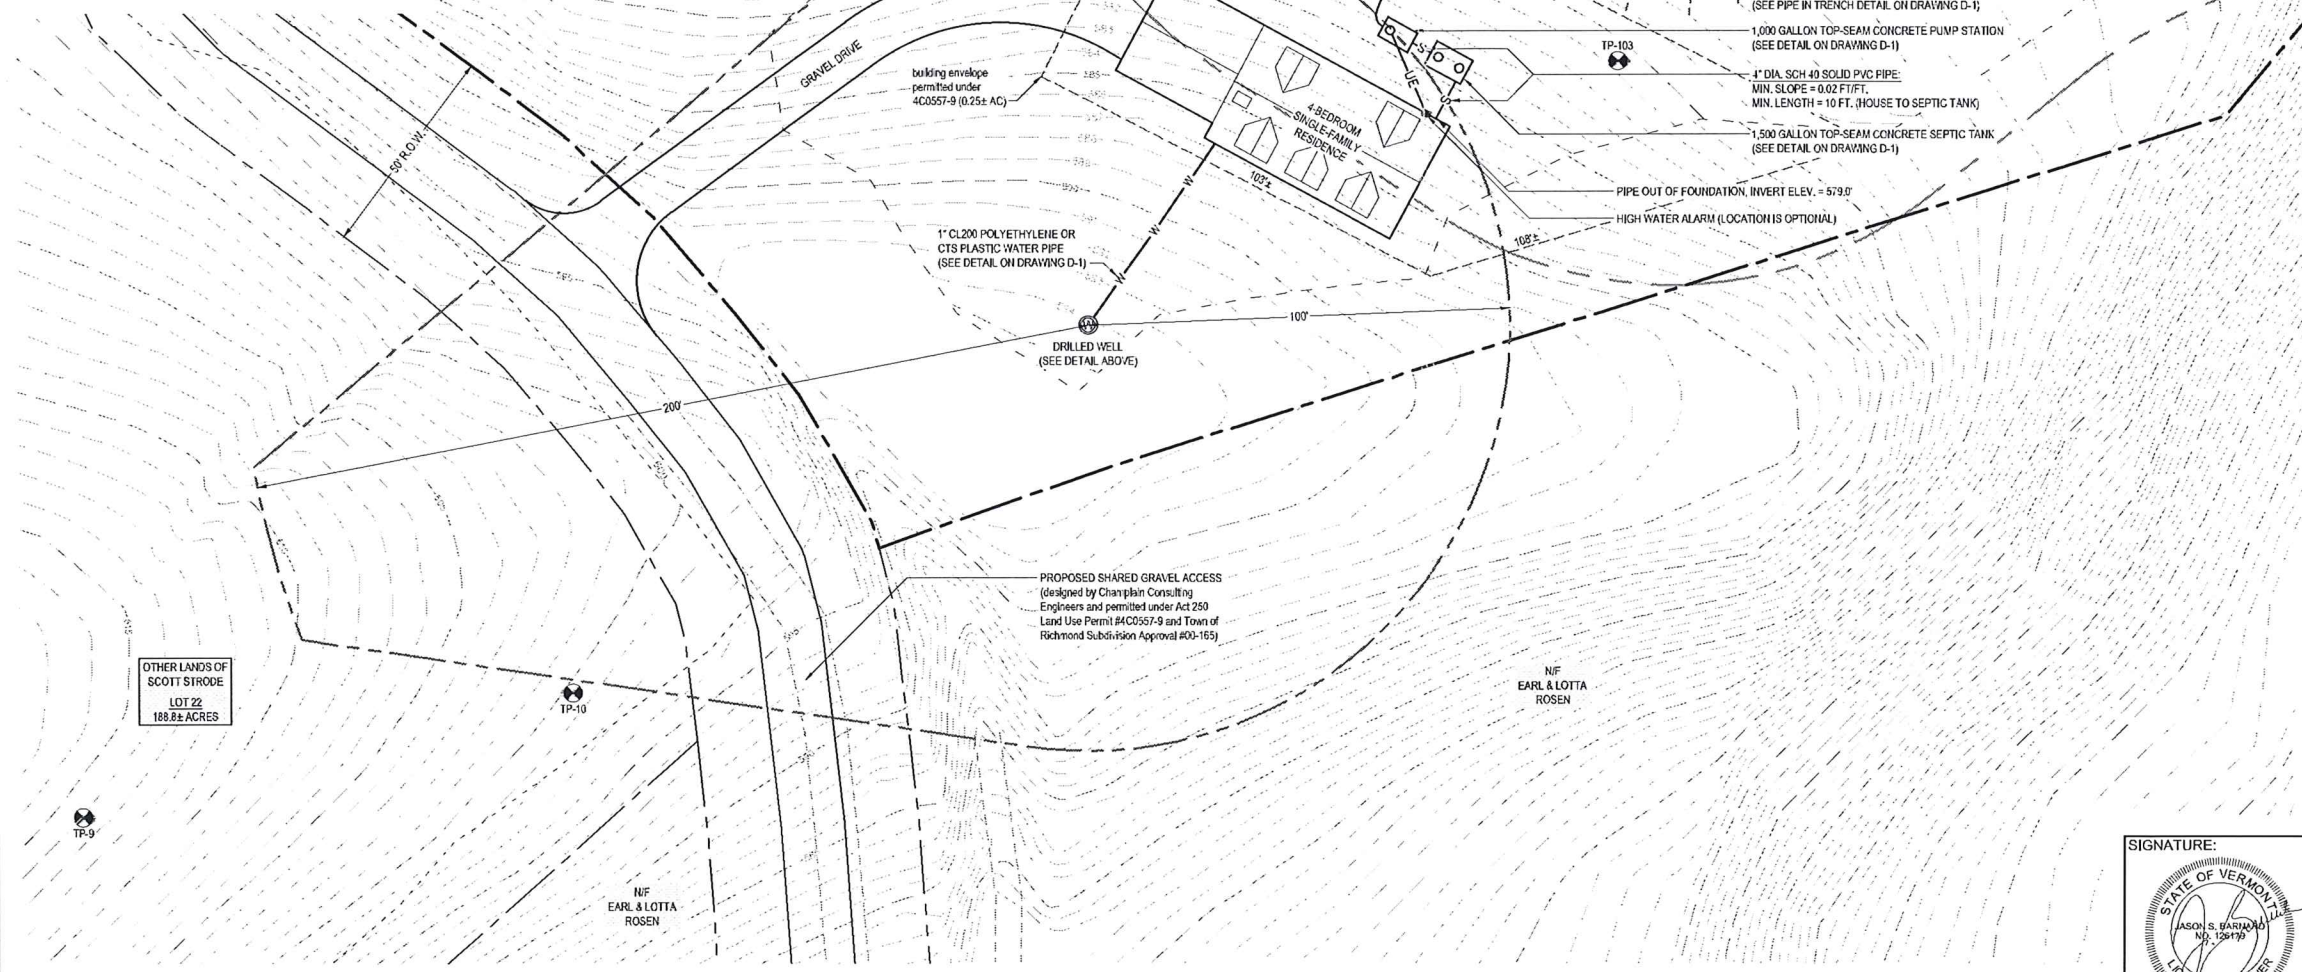 (SEE PIPE IN TRENCH DETAIL ON DRAWING D-1)
1,000 GALLON TOP-SEAM CONCRETE PUMP STATION
(SEE DETAIL ON DRAWING D-1)
TP-103
4" DIA. SCH 40 SOLID PVC PIPE:
MIN. SLOPE = 0.02 FT/FT.
MIN. LENGTH = 10 FT. (HOUSE TO SEPTIC TANK)
1,500 GALLON TOP-SEAM CONCRETE SEPTIC TANK
(SEE DETAIL ON DRAWING D-1)
PIPE OUT OF FOUNDATION, INVERT ELEV. = 579.0'
HIGH WATER ALARM (LOCATION IS OPTIONAL)
S
UE
S
GRAVEL DRIVE
building envelope
permitted under
4C0557-9 (0.25± AC)
585
4-BEDROOM
SINGLE-FAMILY
RESIDENCE
103'±
108'±
50' R.O.W.
1" CL200 POLYETHYLENE OR
CTS PLASTIC WATER PIPE
(SEE DETAIL ON DRAWING D-1)
W
W
W
W
DRILLED WELL
(SEE DETAIL ABOVE)
100'
200'
PROPOSED SHARED GRAVEL ACCESS
(designed by Champlain Consulting
Engineers and permitted under Act 250
Land Use Permit #4C0557-9 and Town of
Richmond Subdivision Approval #00-165)
OTHER LANDS OF
SCOTT STRODE
LOT 22
188.8± ACRES
TP-10
TP-9
N/F
EARL & LOTTA
ROSEN
N/F
EARL & LOTTA
ROSEN
SIGNATURE:
STATE OF VERMONT
JASON S. BARNARD
NO. 126179